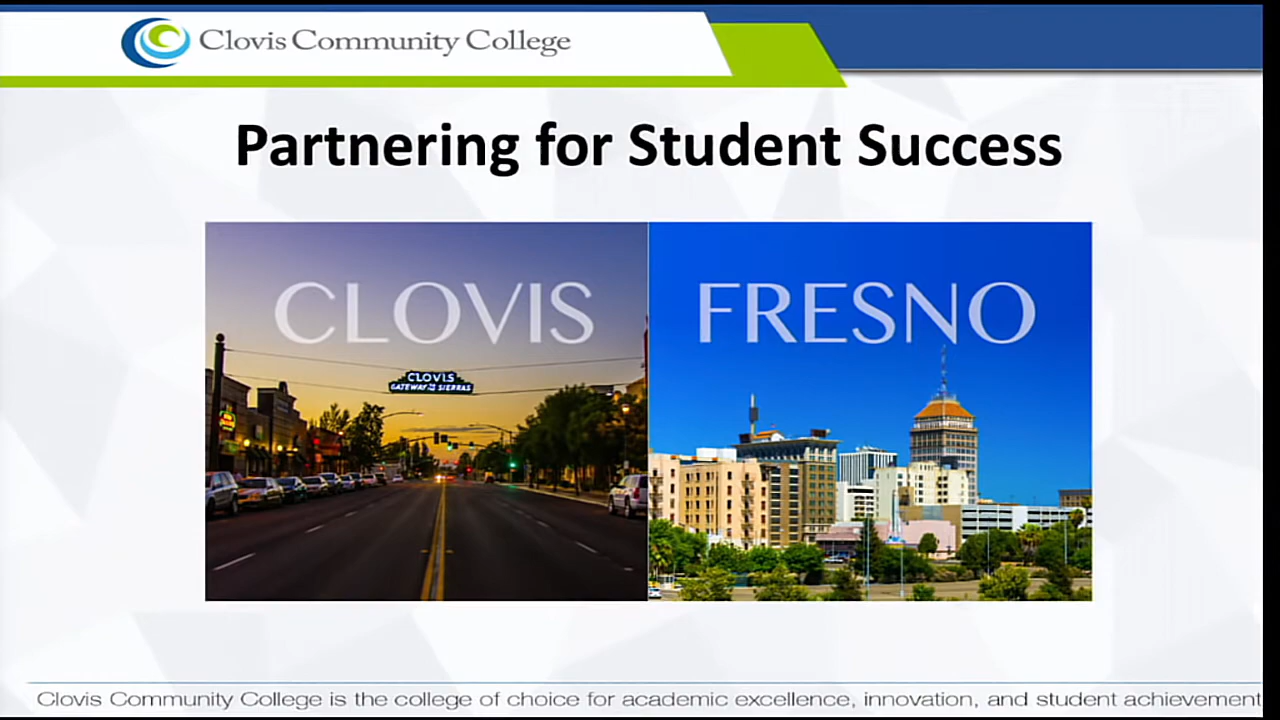 Clovis Community College
Partnering for Student Success
CLOVIS
FRESNO
CLOVIS
GATEWAY TO THE SIERRAS
Clovis Community College is the college of choice for academic excellence, innovation, and student achievement